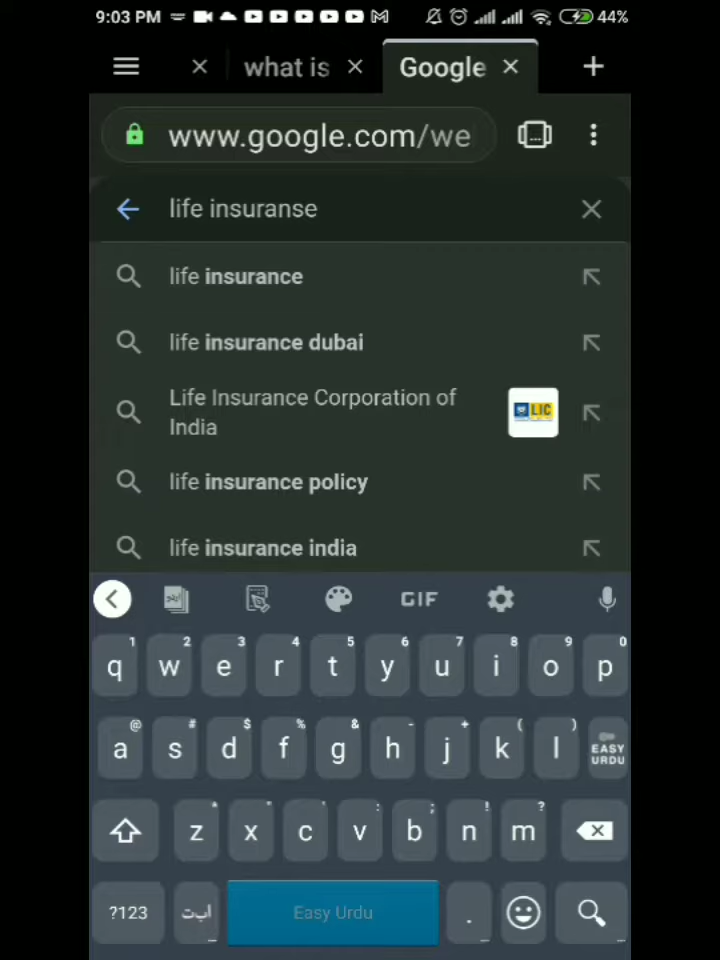 9:03 PM 44%
what is Google
www.google.com/we
life insuranse
life insurance
life insurance dubai
Life Insurance Corporation of
India
LIC
life insurance policy
life insurance india
GIF
1 2 3 4 5 6 7 8 9 0
q w e r t y u i o p
@ # $ % & - + ( )
a s d f g h j k l EASY
URDU
* " ' : ; ! ?
z x c v b n m
?123 اب‌ت Easy Urdu .